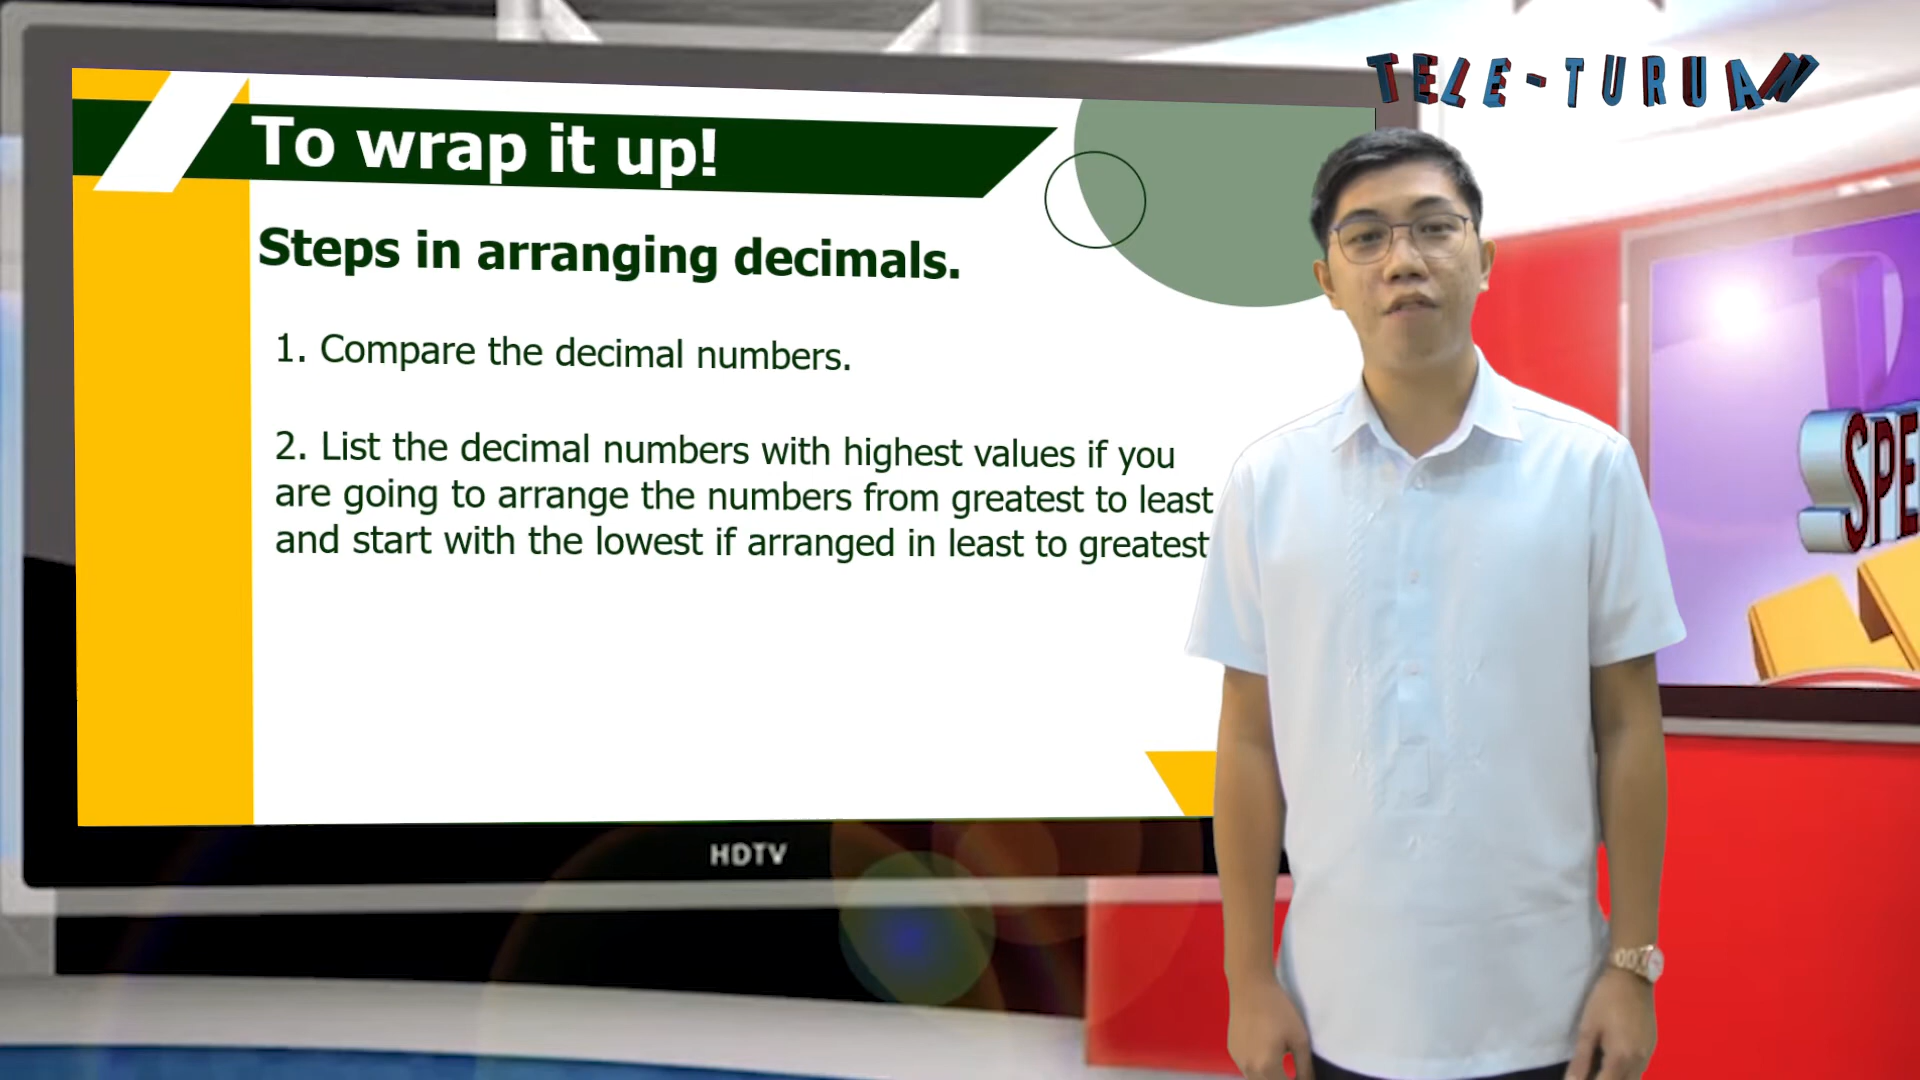 TELE-TURUAN
To wrap it up!
Steps in arranging decimals.
1. Compare the decimal numbers.
2. List the decimal numbers with highest values if you
are going to arrange the numbers from greatest to least
and start with the lowest if arranged in least to greatest
HDTV